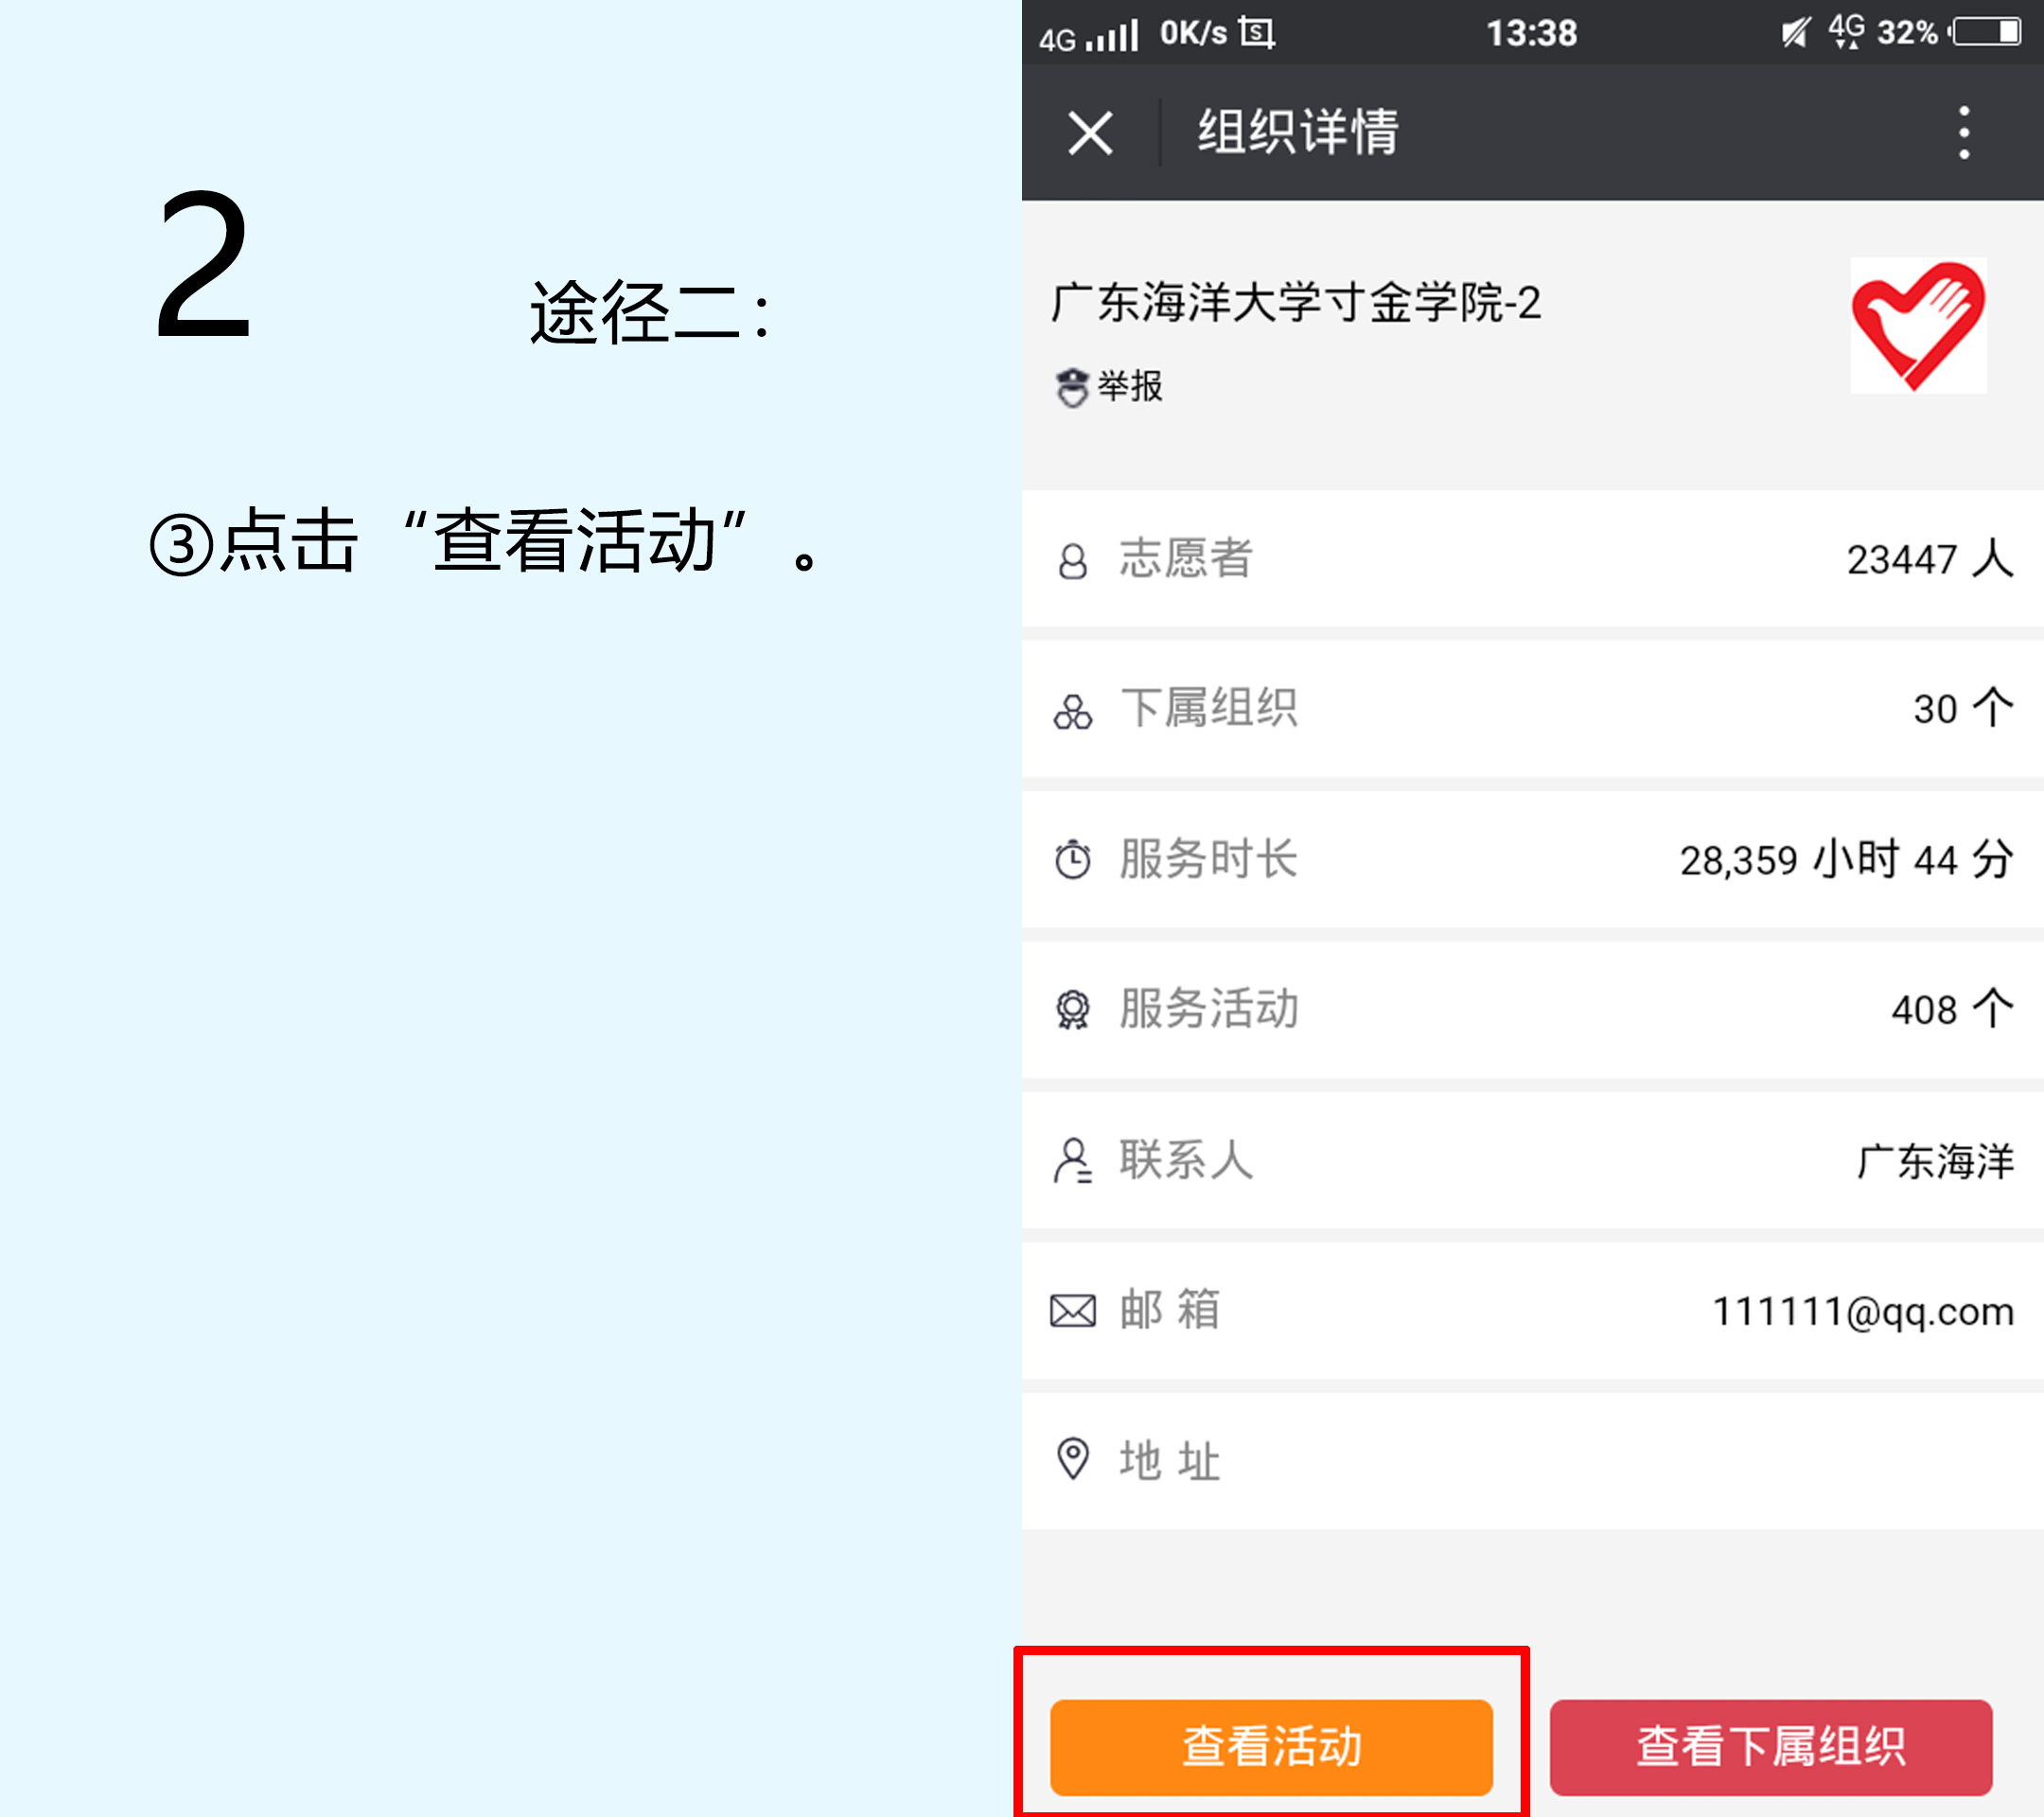 2
途径二：
③点击“查看活动”。
4G 0K/s 13:38 4G 32%
组织详情
广东海洋大学寸金学院-2
举报
志愿者 23447 人
下属组织 30 个
服务时长 28,359 小时 44 分
服务活动 408 个
联系人 广东海洋
邮 箱 111111@qq.com
地 址
查看活动 查看下属组织